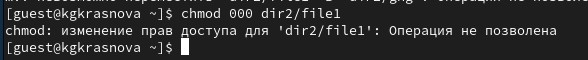 [guest@kgkrasnova ~]$ chmod 000 dir2/file1
chmod: изменение прав доступа для 'dir2/file1': Операция не позволена
[guest@kgkrasnova ~]$